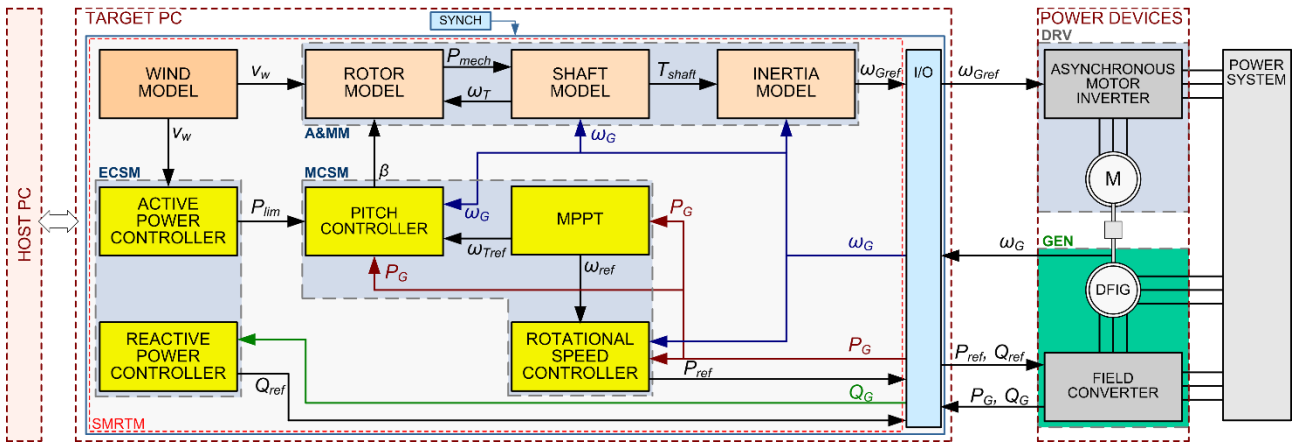 HOST PC
TARGET PC
SYNCH
POWER DEVICES
DRV
WIND
MODEL
v_w
ROTOR
MODEL
P_mech
ω_T
SHAFT
MODEL
T_shaft
INERTIA
MODEL
ω_Gref
I/O
ω_Gref
ASYNCHRONOUS
MOTOR
INVERTER
POWER
SYSTEM
A&MM
v_w
ω_G
ECSM
MCSM
β
M
ACTIVE
POWER
CONTROLLER
P_lim
PITCH
CONTROLLER
ω_G
ω_Tref
MPPT
P_G
ω_G
ω_G
GEN
P_G
ω_ref
DFIG
REACTIVE
POWER
CONTROLLER
Q_ref
ROTATIONAL
SPEED
CONTROLLER
P_G
P_ref
Q_G
P_ref, Q_ref
P_G, Q_G
FIELD
CONVERTER
SMRTM